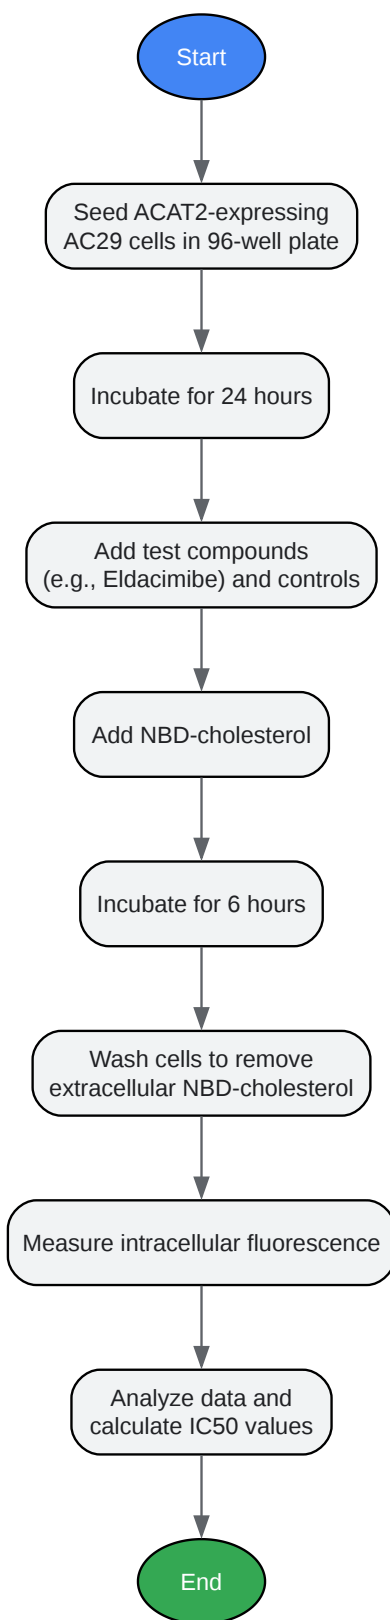 Start
Seed ACAT2-expressing
AC29 cells in 96-well plate
Incubate for 24 hours
Add test compounds
(e.g., Eldacimibe) and controls
Add NBD-cholesterol
Incubate for 6 hours
Wash cells to remove
extracellular NBD-cholesterol
Measure intracellular fluorescence
Analyze data and
calculate IC50 values
End